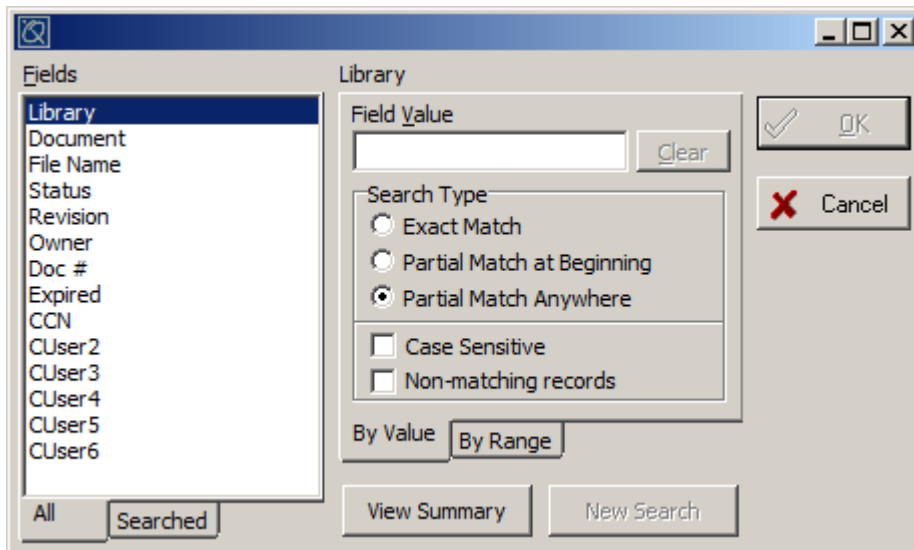 Fields
Library
Document
File Name
Status
Revision
Owner
Doc #
Expired
CCN
CUser2
CUser3
CUser4
CUser5
CUser6
All
Searched
Library
Field Value
Clear
Search Type
Exact Match
Partial Match at Beginning
Partial Match Anywhere
Case Sensitive
Non-matching records
By Value
By Range
View Summary
New Search
OK
Cancel